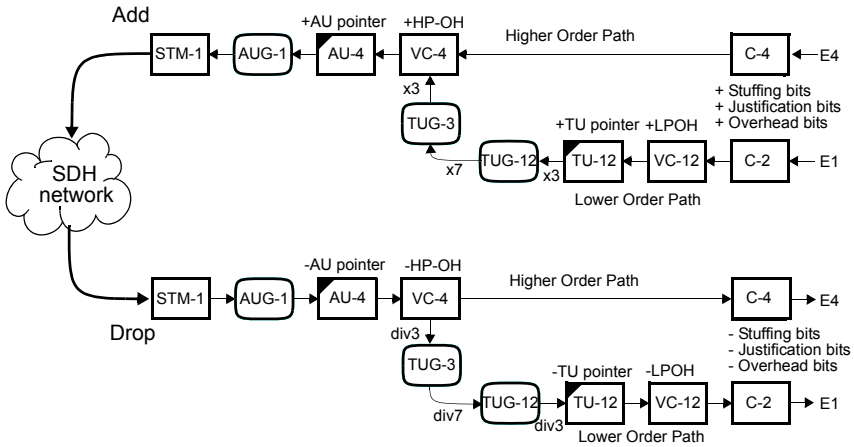 Add
+AU pointer
+HP-OH
Higher Order Path
STM-1
AUG-1
AU-4
VC-4
C-4
E4
x3
+ Stuffing bits
+ Justification bits
+ Overhead bits
TUG-3
+TU pointer
+LPOH
x7
TUG-12
x3
TU-12
VC-12
C-2
E1
Lower Order Path
SDH
network
-AU pointer
-HP-OH
Higher Order Path
STM-1
AUG-1
AU-4
VC-4
C-4
E4
Drop
div3
- Stuffing bits
- Justification bits
- Overhead bits
TUG-3
-TU pointer
-LPOH
div7
TUG-12
div3
TU-12
VC-12
C-2
E1
Lower Order Path